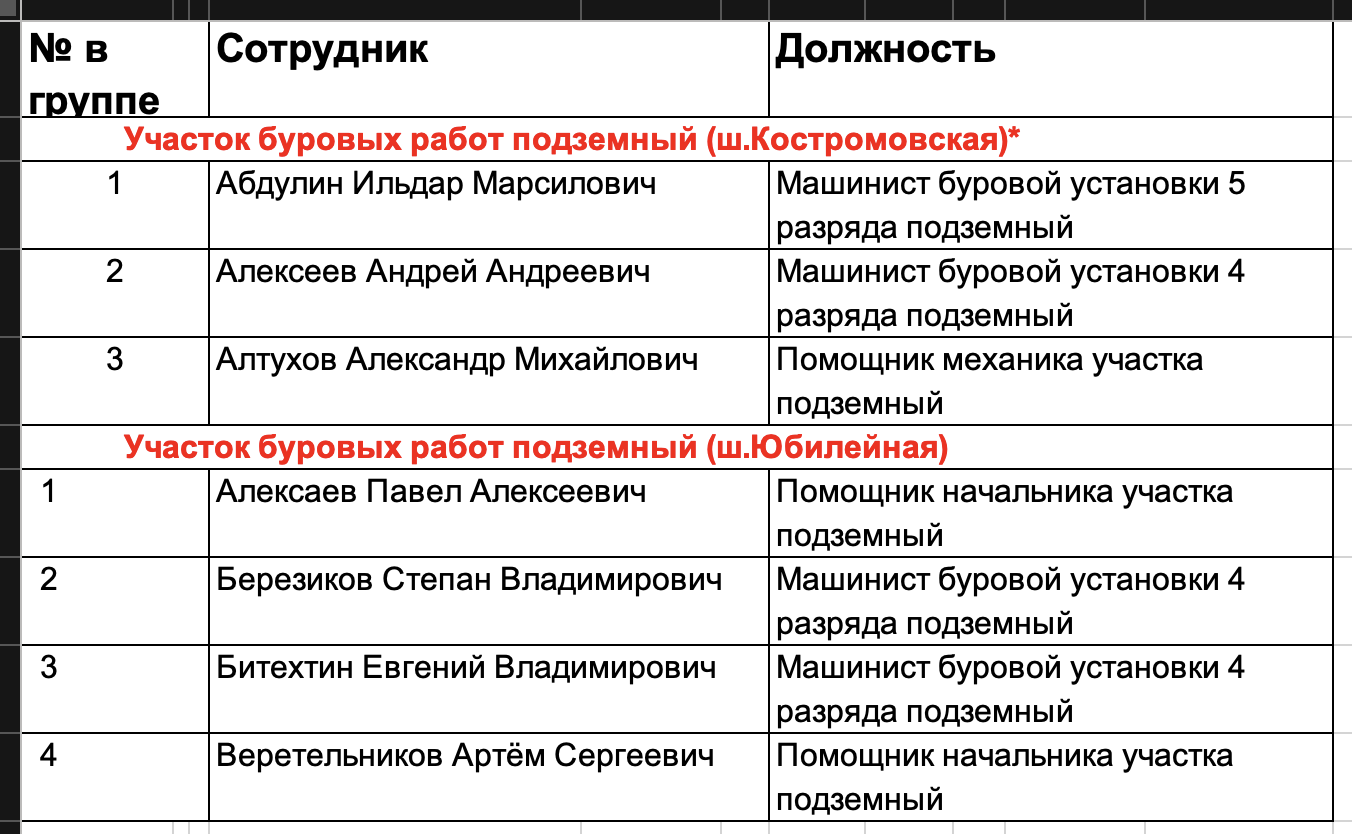 № в
группе
Сотрудник
Должность
Участок буровых работ подземный (ш.Костромовская)*
1
Абдулин Ильдар Марсилович
Машинист буровой установки 5
разряда подземный
2
Алексеев Андрей Андреевич
Машинист буровой установки 4
разряда подземный
3
Алтухов Александр Михайлович
Помощник механика участка
подземный
Участок буровых работ подземный (ш.Юбилейная)
1
Алексаев Павел Алексеевич
Помощник начальника участка
подземный
2
Березиков Степан Владимирович
Машинист буровой установки 4
разряда подземный
3
Битехтин Евгений Владимирович
Машинист буровой установки 4
разряда подземный
4
Веретельников Артём Сергеевич
Помощник начальника участка
подземный